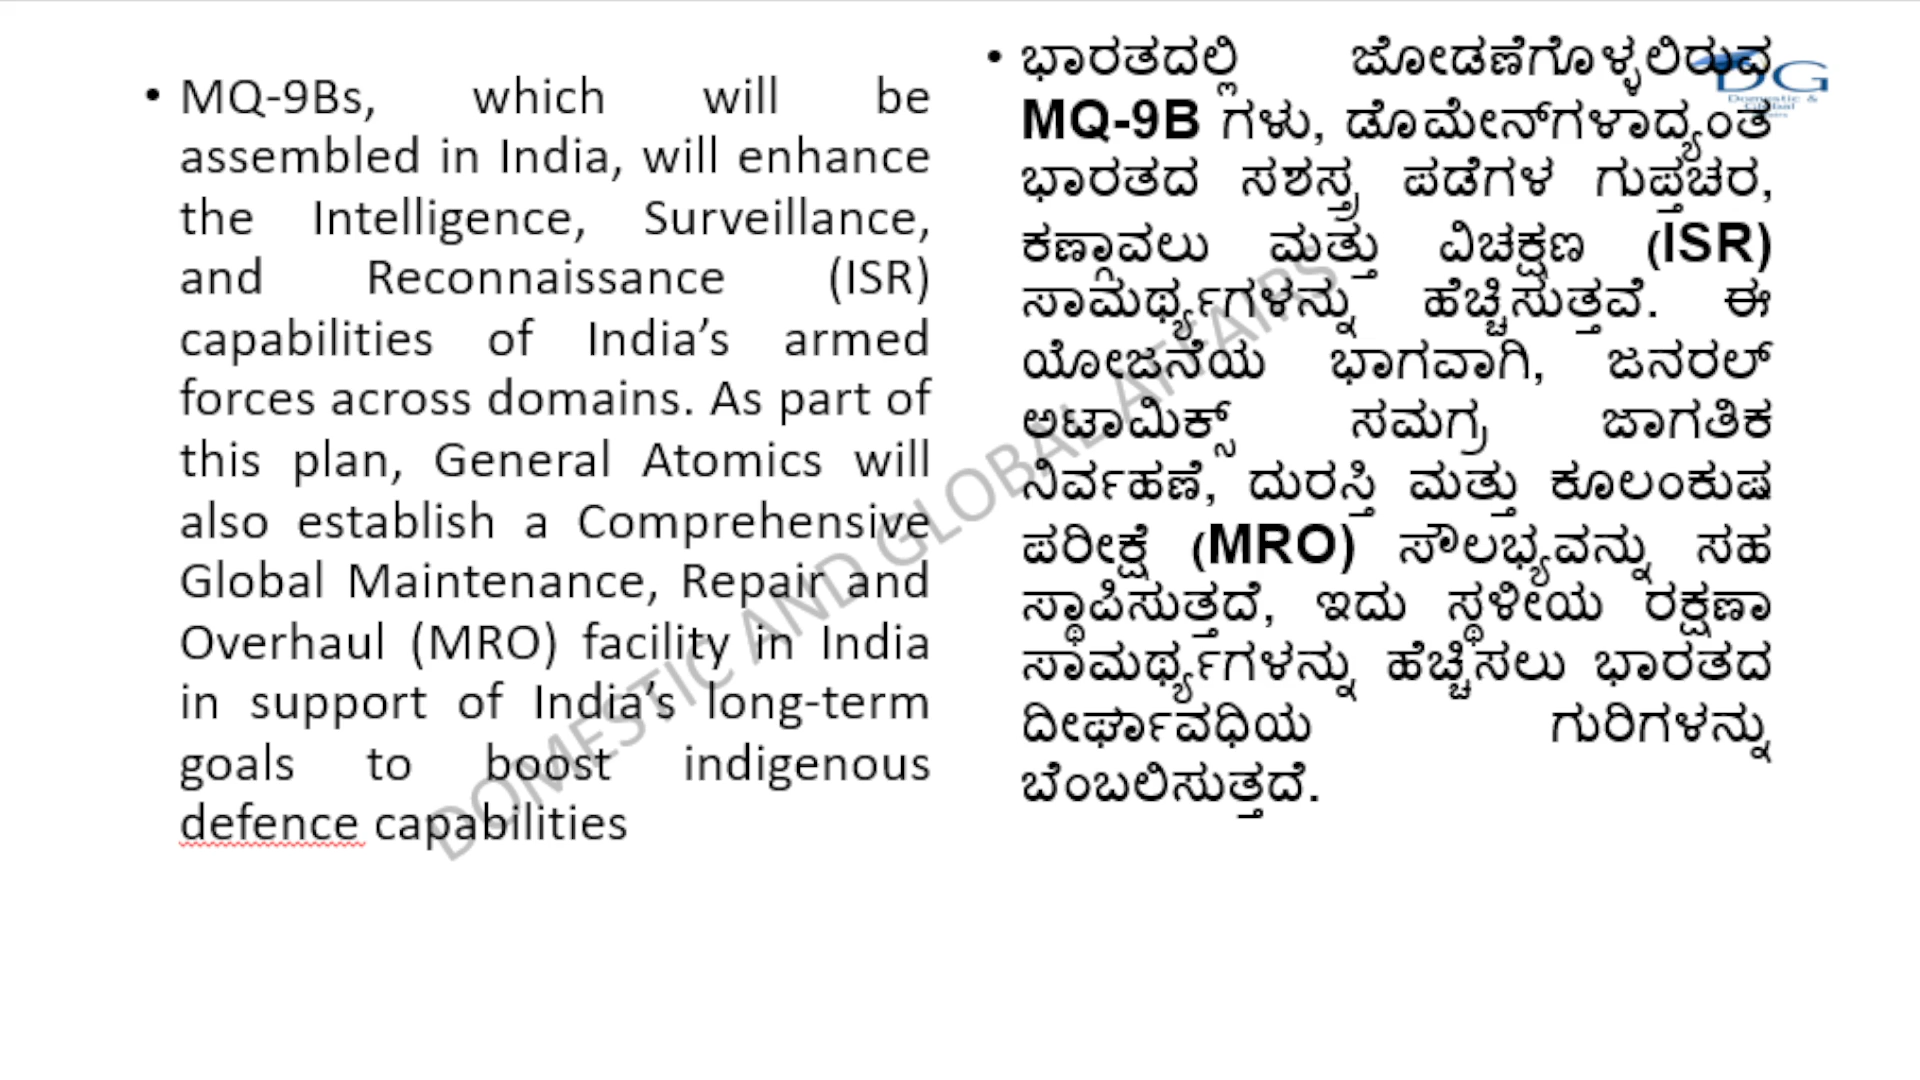 • MQ-9Bs, which will be
assembled in India, will enhance
the Intelligence, Surveillance,
and Reconnaissance (ISR)
capabilities of India’s armed
forces across domains. As part of
this plan, General Atomics will
also establish a Comprehensive
Global Maintenance, Repair and
Overhaul (MRO) facility in India
in support of India’s long-term
goals to boost indigenous
defence capabilities
• ಭಾರತದಲ್ಲಿ ಜೋಡಣೆಗೊಳ್ಳಲಿರುವ
MQ-9B ಗಳು, ಡೊಮೇನ್‌ಗಳಾದ್ಯಂತ
ಭಾರತದ ಸಶಸ್ತ್ರ ಪಡೆಗಳ ಗುಪ್ತಚರ,
ಕಣ್ಗಾವಲು ಮತ್ತು ವಿಚಕ್ಷಣ (ISR)
ಸಾಮರ್ಥ್ಯಗಳನ್ನು ಹೆಚ್ಚಿಸುತ್ತವೆ. ಈ
ಯೋಜನೆಯ ಭಾಗವಾಗಿ, ಜನರಲ್
ಅಟಾಮಿಕ್ಸ್ ಸಮಗ್ರ ಜಾಗತಿಕ
ನಿರ್ವಹಣೆ, ದುರಸ್ತಿ ಮತ್ತು ಕೂಲಂಕುಷ
ಪರೀಕ್ಷೆ (MRO) ಸೌಲಭ್ಯವನ್ನು ಸಹ
ಸ್ಥಾಪಿಸುತ್ತದೆ, ಇದು ಸ್ಥಳೀಯ ರಕ್ಷಣಾ
ಸಾಮರ್ಥ್ಯಗಳನ್ನು ಹೆಚ್ಚಿಸಲು ಭಾರತದ
ದೀರ್ಘಾವಧಿಯ ಗುರಿಗಳನ್ನು
ಬೆಂಬಲಿಸುತ್ತದೆ.
DG
Domestic &
Global
DOMESTIC AND GLOBAL AFFAIRS